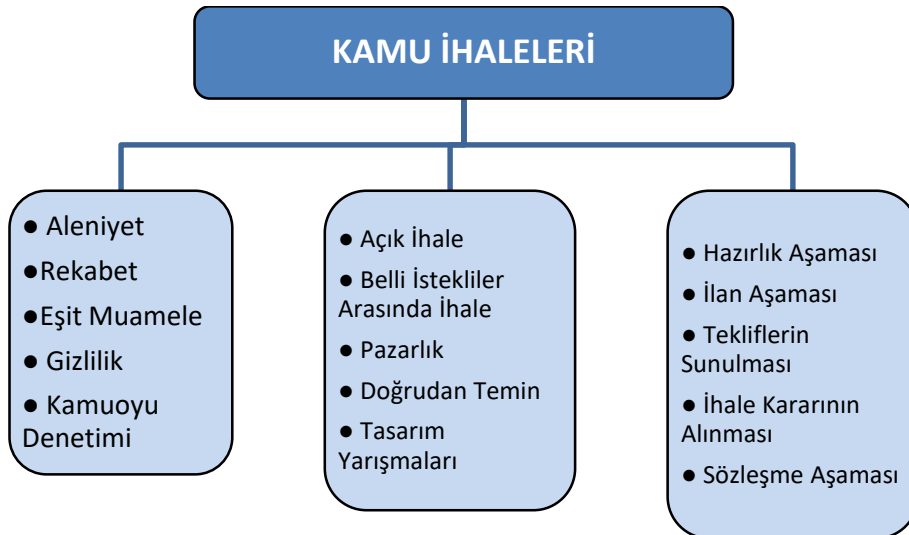 KAMU İHALELERİ
● Aleniyet
●Rekabet
●Eşit Muamele
● Gizlilik
● Kamuoyu
Denetimi
● Açık İhale
● Belli İstekliler
Arasında İhale
● Pazarlık
● Doğrudan Temin
● Tasarım
Yarışmaları
● Hazırlık Aşaması
● İlan Aşaması
● Tekliflerin
Sunulması
● İhale Kararının
Alınması
● Sözleşme Aşaması